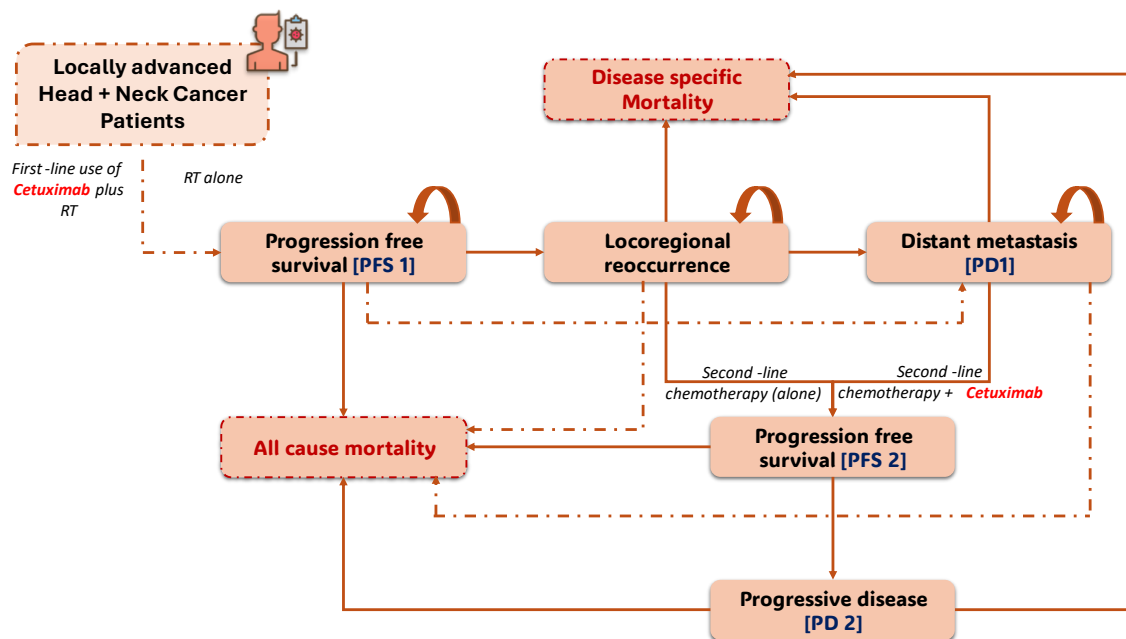 Locally advanced
Head + Neck Cancer
Patients
First -line use of
Cetuximab plus
RT
RT alone
Disease specific
Mortality
Progression free
survival [PFS 1]
Locoregional
reoccurrence
Distant metastasis
[PD1]
Second -line
chemotherapy (alone)
Second -line
chemotherapy + Cetuximab
All cause mortality
Progression free
survival [PFS 2]
Progressive disease
[PD 2]